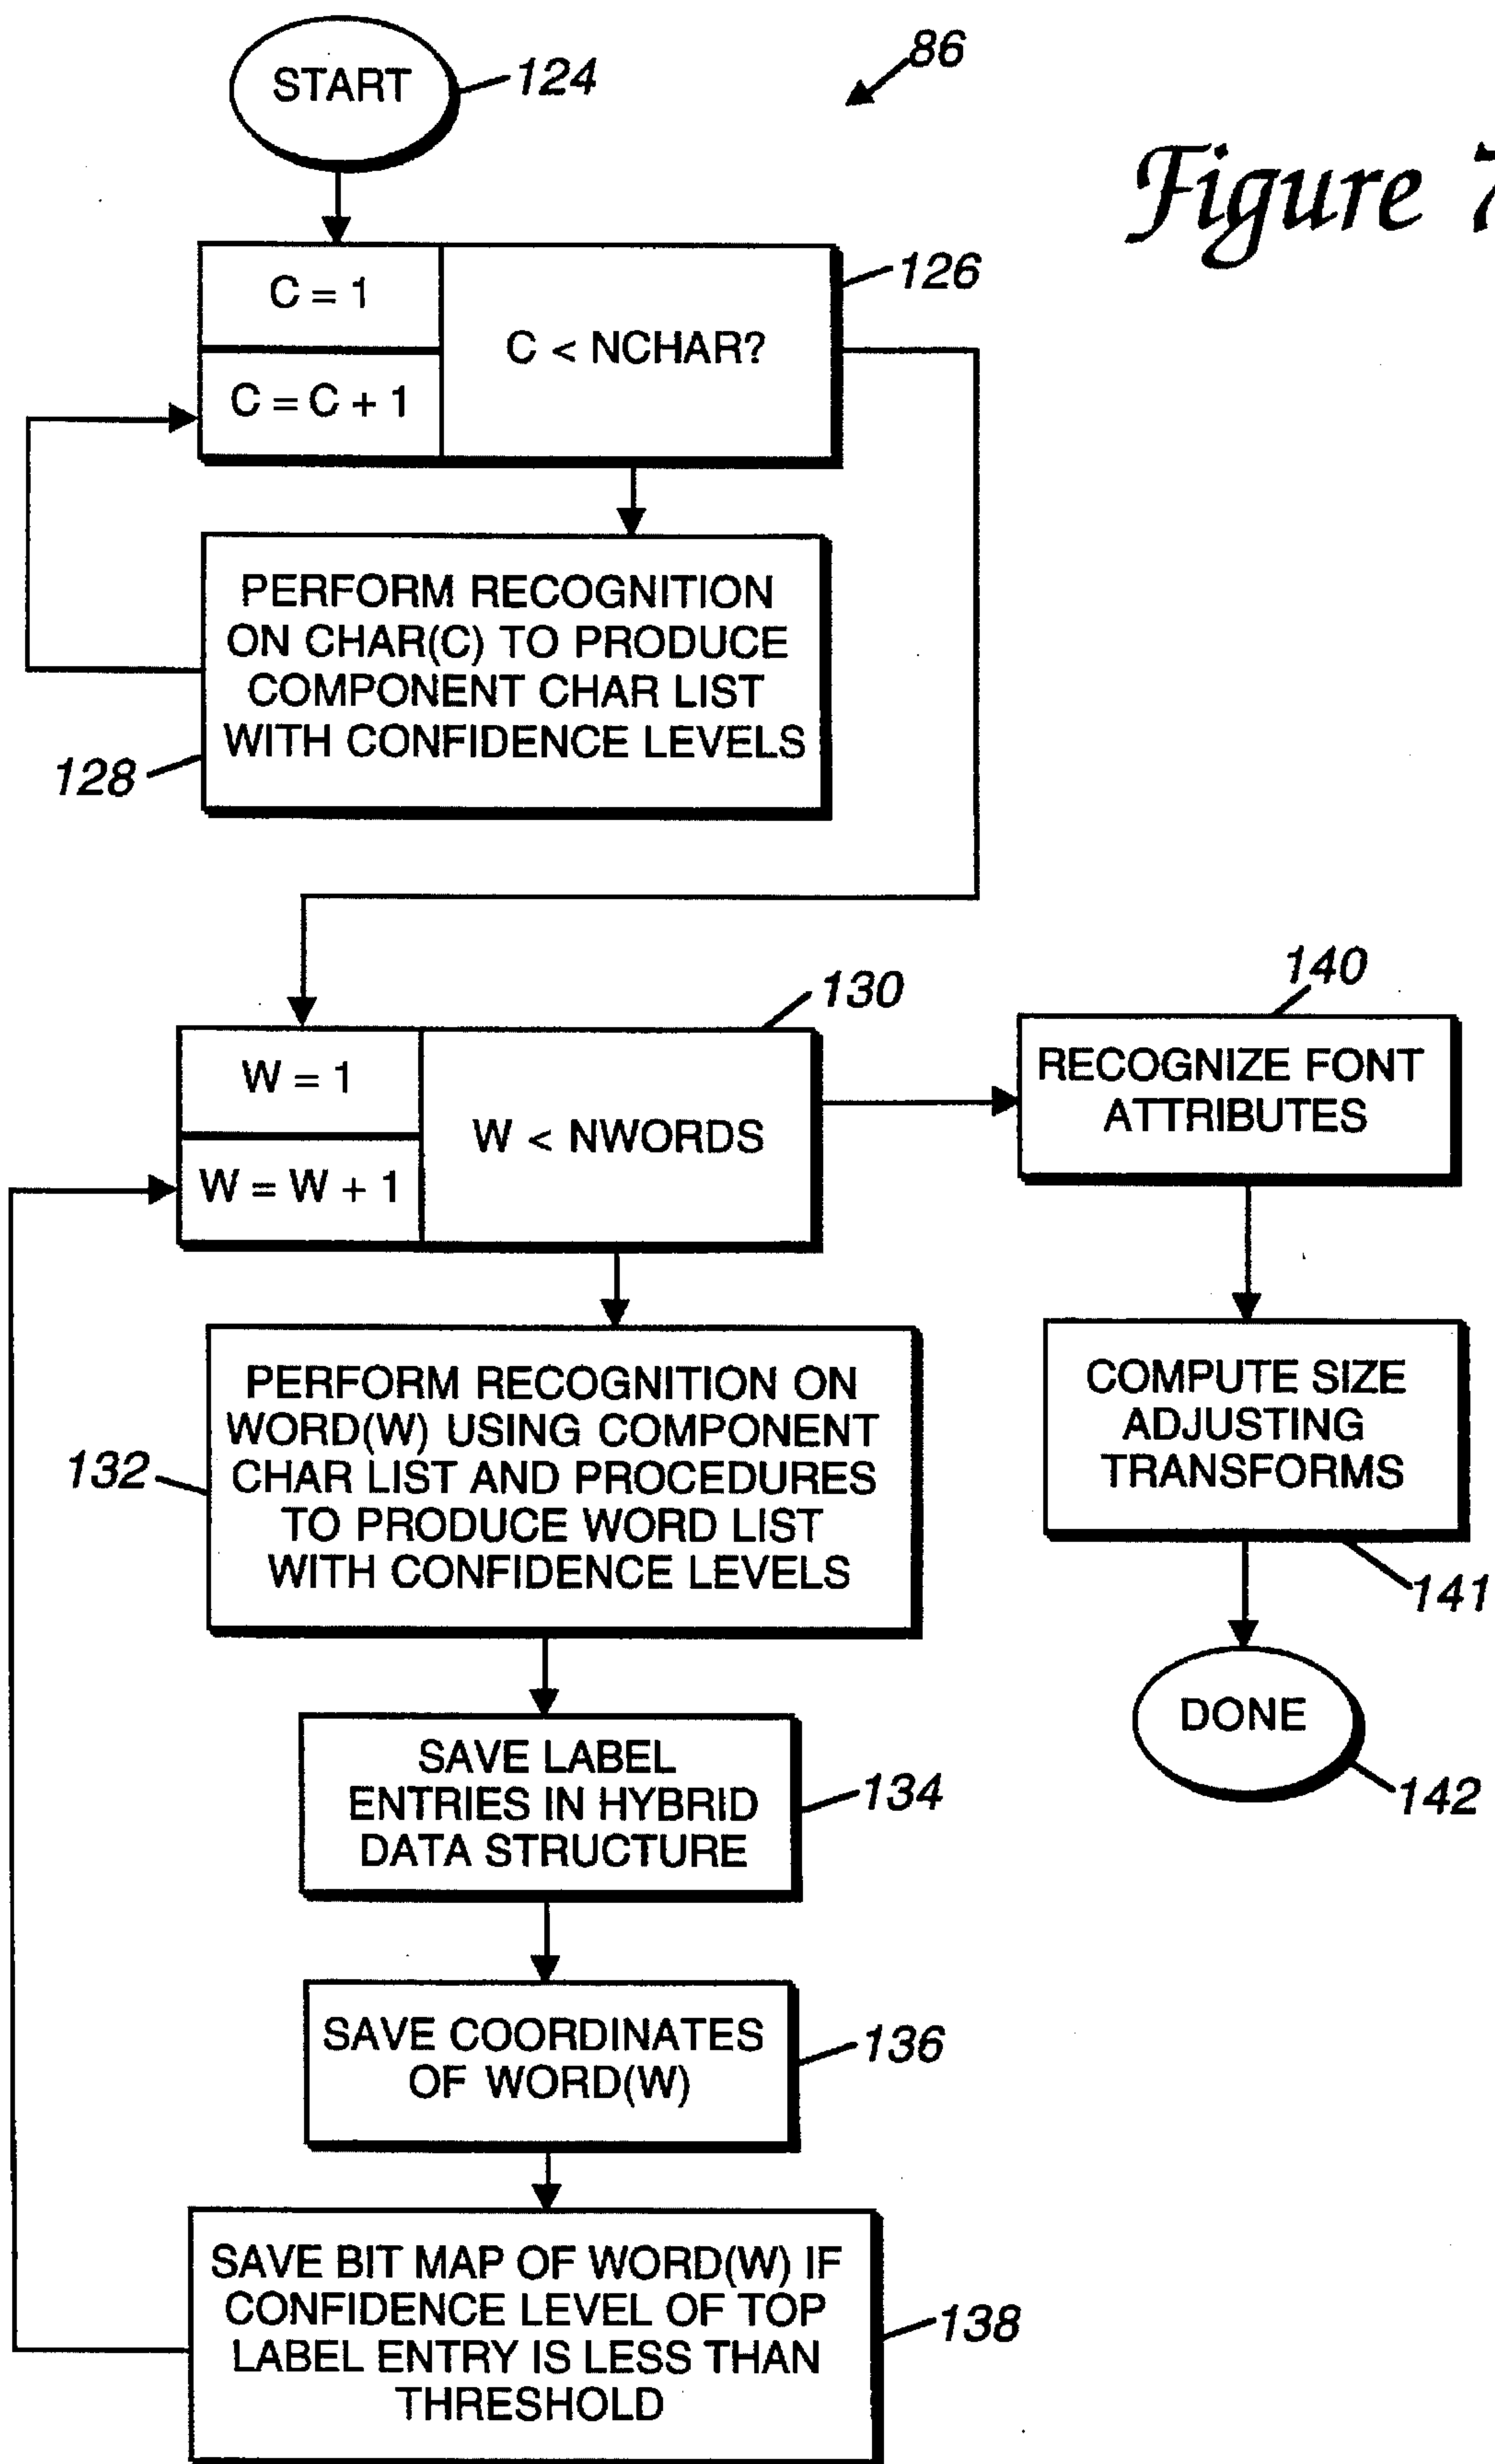 START
124
86
Figure 7
C = 1
C < NCHAR?
126
C = C + 1
PERFORM RECOGNITION
ON CHAR(C) TO PRODUCE
COMPONENT CHAR LIST
WITH CONFIDENCE LEVELS
128
130
W = 1
W < NWORDS
W = W + 1
140
RECOGNIZE FONT
ATTRIBUTES
PERFORM RECOGNITION ON
WORD(W) USING COMPONENT
CHAR LIST AND PROCEDURES
TO PRODUCE WORD LIST
WITH CONFIDENCE LEVELS
132
COMPUTE SIZE
ADJUSTING
TRANSFORMS
141
DONE
142
SAVE LABEL
ENTRIES IN HYBRID
DATA STRUCTURE
134
SAVE COORDINATES
OF WORD(W)
136
SAVE BIT MAP OF WORD(W) IF
CONFIDENCE LEVEL OF TOP
LABEL ENTRY IS LESS THAN
THRESHOLD
138